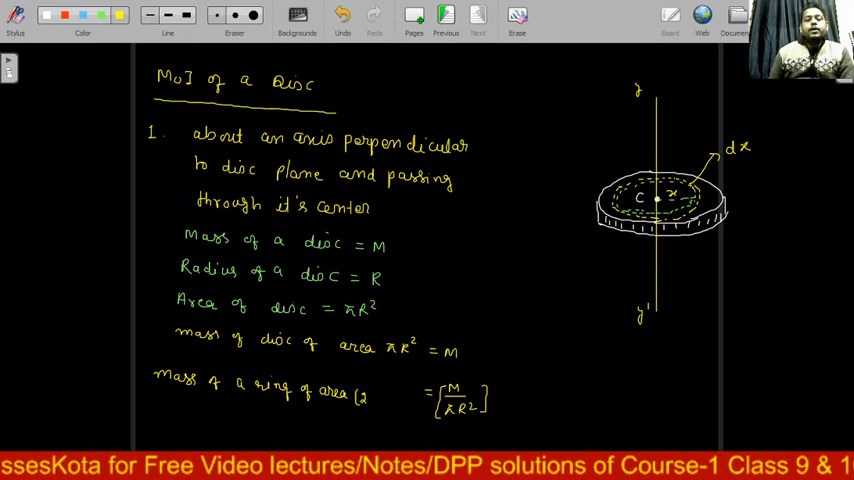 Stylus
Colors
Line
Eraser
Backgrounds
Undo
Redo
Pages
Previous
Next
Erase
Board
Web
Documen
MOI of a Disc
1. about an axis perpendicular
to disc plane and passing
through it's center
Mass of a disc = M
Radius of a disc = R
Area of disc = πR²
mass of disc of area πR² = M
Mass of a ring of area (2 = [M/πR²]
y
dx
C
x
y'
ssesKota for Free Video lectures/Notes/DPP solutions of Course-1 Class 9 & 1